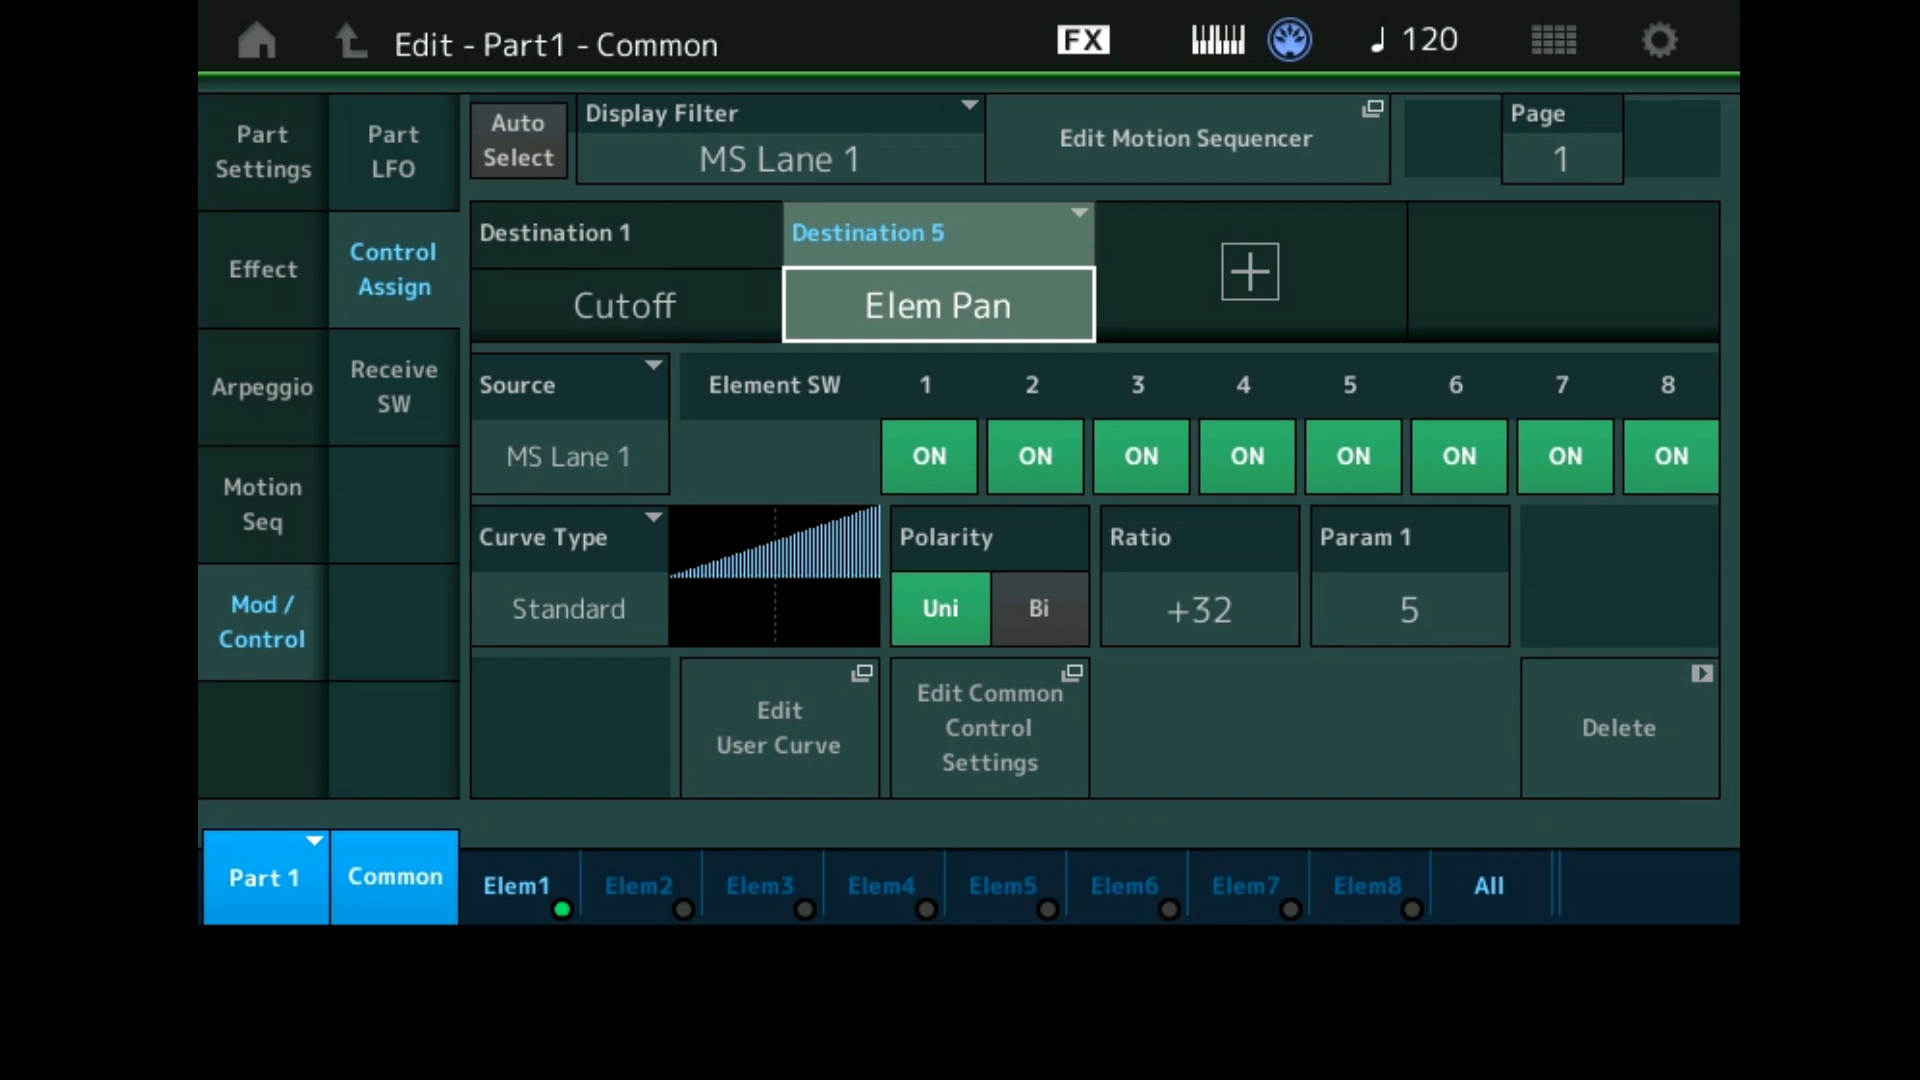 Edit - Part1 - Common
FX
120
Part
Settings
Effect
Arpeggio
Motion
Seq
Mod /
Control
Part
LFO
Control
Assign
Receive
SW
Auto
Select
Display Filter
MS Lane 1
Edit Motion Sequencer
Page
1
Destination 1
Cutoff
Destination 5
Elem Pan
Source
MS Lane 1
Element SW 1 2 3 4 5 6 7 8
ON ON ON ON ON ON ON ON
Curve Type
Standard
Polarity
Uni Bi
Ratio
+32
Param 1
5
Edit
User Curve
Edit Common
Control
Settings
Delete
Part 1 Common Elem1 Elem2 Elem3 Elem4 Elem5 Elem6 Elem7 Elem8 All